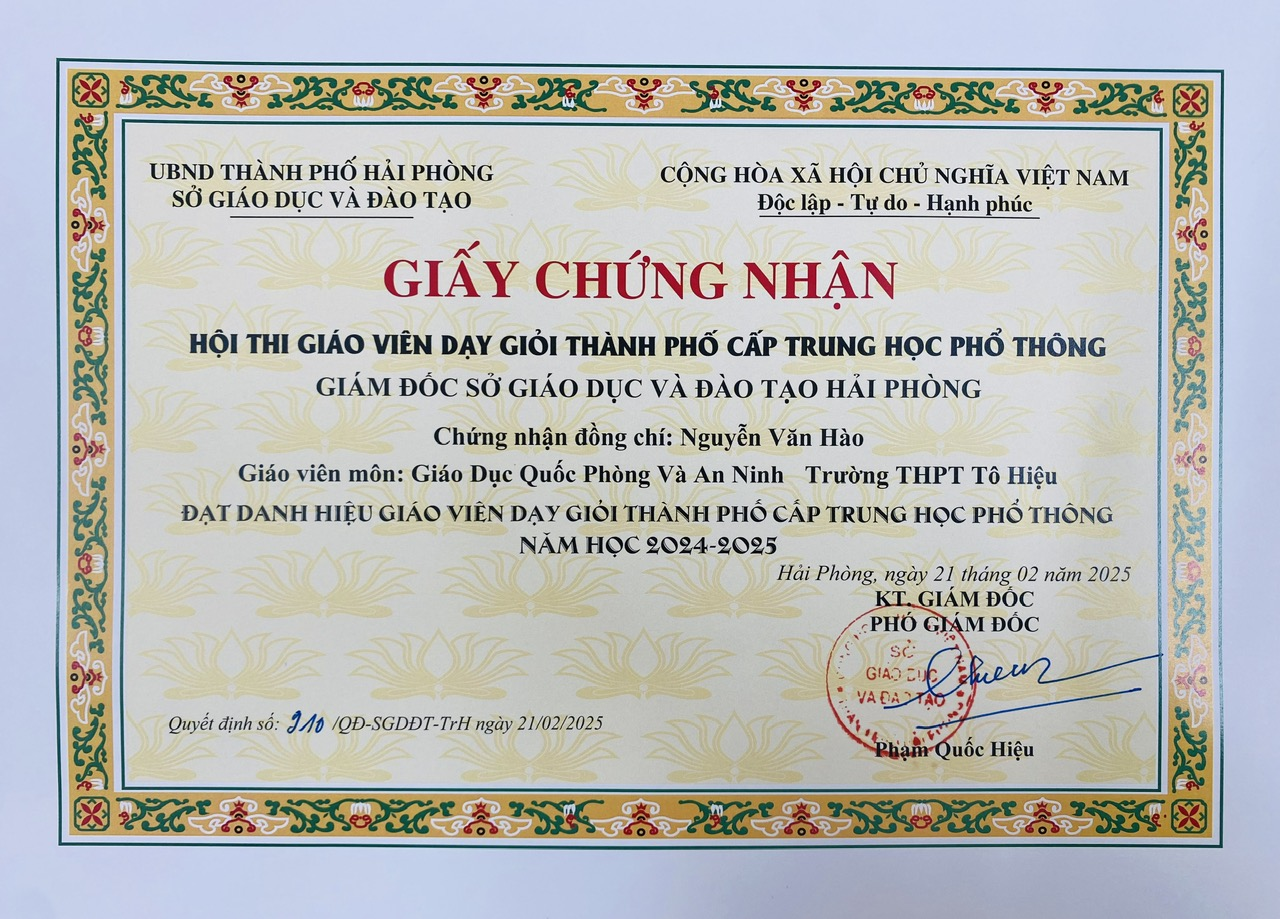 UBND THÀNH PHỐ HẢI PHÒNG
SỞ GIÁO DỤC VÀ ĐÀO TẠO
CỘNG HÒA XÃ HỘI CHỦ NGHĨA VIỆT NAM
Độc lập - Tự do - Hạnh phúc
GIẤY CHỨNG NHẬN
HỘI THI GIÁO VIÊN DẠY GIỎI THÀNH PHỐ CẤP TRUNG HỌC PHỔ THÔNG
GIÁM ĐỐC SỞ GIÁO DỤC VÀ ĐÀO TẠO HẢI PHÒNG
Chứng nhận đồng chí: Nguyễn Văn Hào
Giáo viên môn: Giáo Dục Quốc Phòng Và An Ninh Trường THPT Tô Hiệu
ĐẠT DANH HIỆU GIÁO VIÊN DẠY GIỎI THÀNH PHỐ CẤP TRUNG HỌC PHỔ THÔNG
NĂM HỌC 2024-2025
Hải Phòng, ngày 21 tháng 02 năm 2025
KT. GIÁM ĐỐC
PHÓ GIÁM ĐỐC
SỞ
GIÁO DỤC
VÀ ĐÀO TẠO
Quyết định số: 210 /QĐ-SGDĐT-TrH ngày 21/02/2025
Phạm Quốc Hiệu